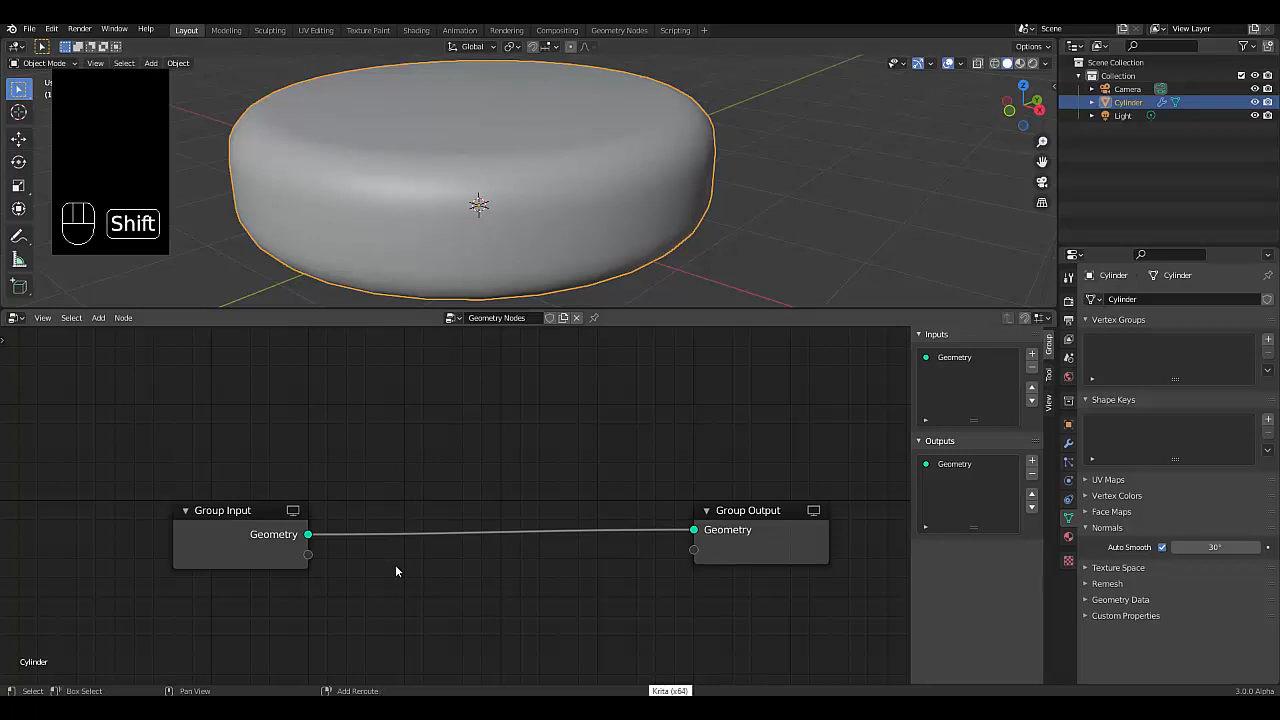 File Edit Render Window Help Layout Modeling Sculpting UV Editing Texture Paint Shading Animation Rendering Compositing Geometry Nodes Scripting Scene View Layer
Global Options
Object Mode View Select Add Object
Scene Collection
Collection
Camera
Cylinder
Light
Shift
View Select Add Node Geometry Nodes
Cylinder Cylinder
Cylinder
Vertex Groups
Shape Keys
UV Maps
Vertex Colors
Face Maps
Normals
Auto Smooth 30°
Texture Space
Remesh
Geometry Data
Custom Properties
Inputs
Geometry
Outputs
Geometry
Group
Tool
View
Group Input
Geometry
Group Output
Geometry
Cylinder
Select Box Select Pan View Add Reroute Krita (x64) 3.0.0 Alpha